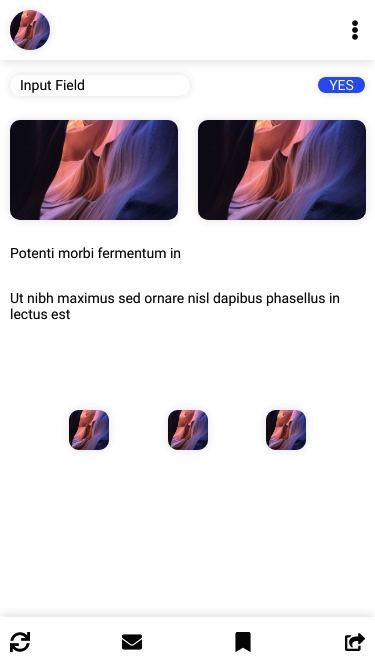 Input Field
YES
Potenti morbi fermentum in
Ut nibh maximus sed ornare nisl dapibus phasellus in
lectus est